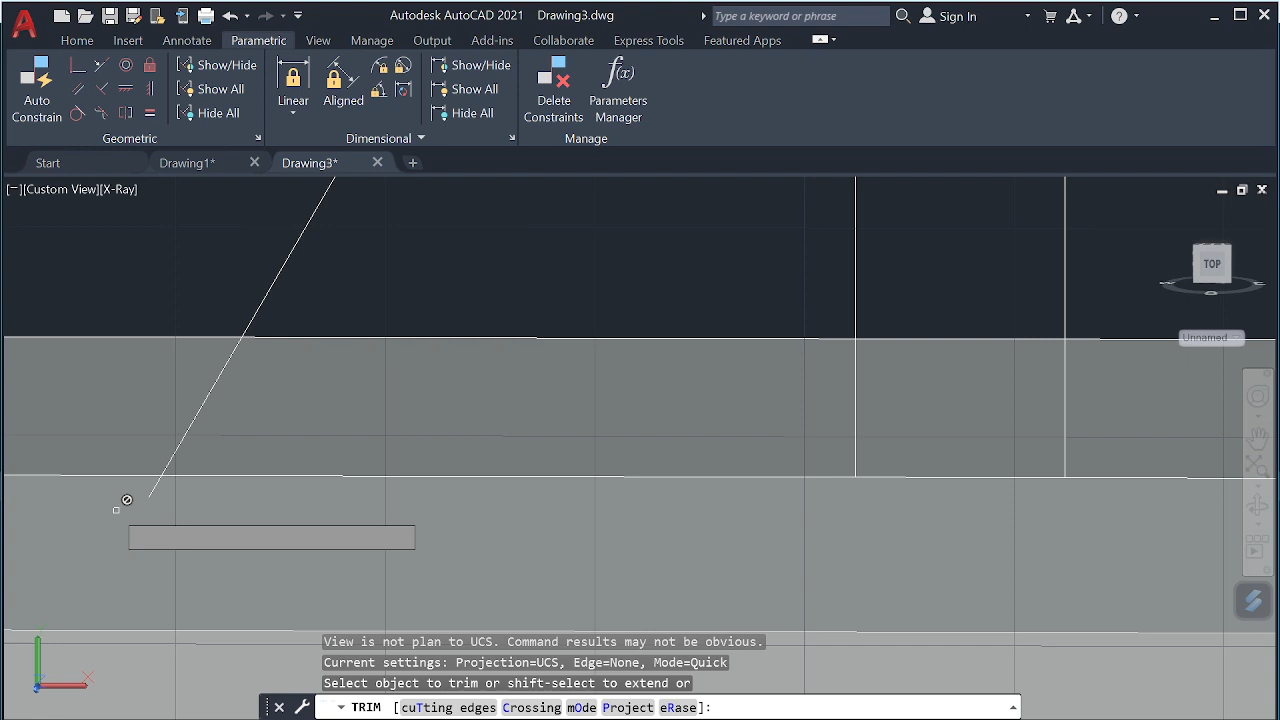 Autodesk AutoCAD 2021 Drawing3.dwg
Type a keyword or phrase
Sign In
Home Insert Annotate Parametric View Manage Output Add-ins Collaborate Express Tools Featured Apps
Auto
Constrain
Show/Hide
Show All
Hide All
Geometric
Linear
Aligned
Show/Hide
Show All
Hide All
Dimensional
Delete
Constraints
f(x)
Parameters
Manager
Manage
Start
Drawing1*
Drawing3*
[−][Custom View][X-Ray]
TOP
Unnamed
View is not plan to UCS. Command results may not be obvious.
Current settings: Projection=UCS, Edge=None, Mode=Quick
Select object to trim or shift-select to extend or
TRIM [cuTting edges Crossing mOde Project eRase]: